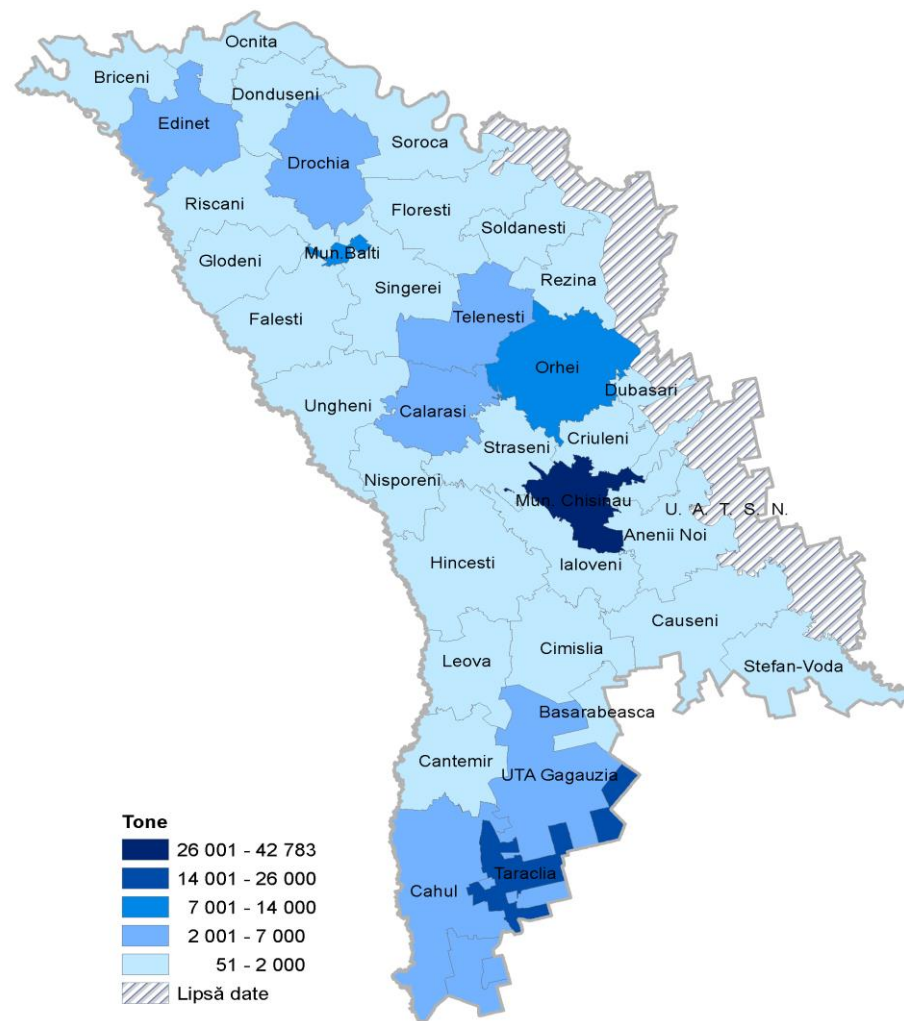 Ocnita
Briceni
Donduseni
Edinet
Soroca
Drochia
Riscani
Floresti
Soldanesti
Mun.Balti
Glodeni
Singerei
Rezina
Telenesti
Falesti
Orhei
Dubasari
Ungheni
Calarasi
Criuleni
Straseni
Nisporeni
Mun. Chisinau
U. A. T. S. N.
Anenii Noi
Hincesti
Ialoveni
Causeni
Cimislia
Leova
Stefan-Voda
Basarabeasca
Cantemir
UTA Gagauzia
Taraclia
Cahul
Tone
26 001 - 42 783
14 001 - 26 000
7 001 - 14 000
2 001 - 7 000
51 - 2 000
Lipsă date